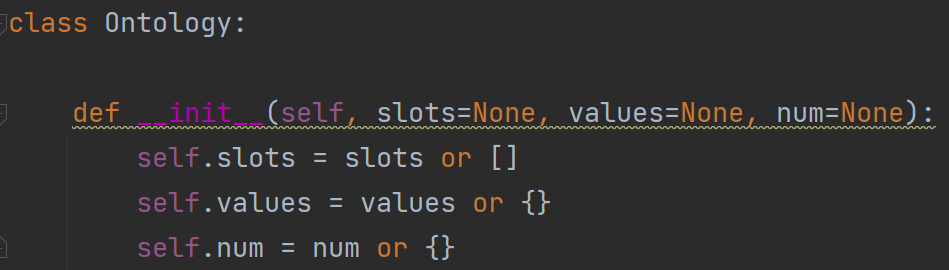 class Ontology:
    def __init__(self, slots=None, values=None, num=None):
        self.slots = slots or []
        self.values = values or {}
        self.num = num or {}